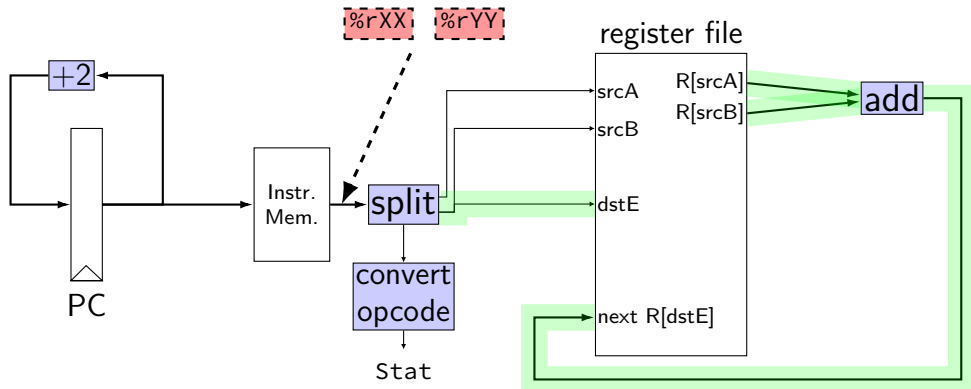 %rXX %rYY
register file
+2
R[srcA]
srcA
add
R[srcB]
srcB
Instr.
Mem.
split
dstE
convert
opcode
PC
next R[dstE]
Stat